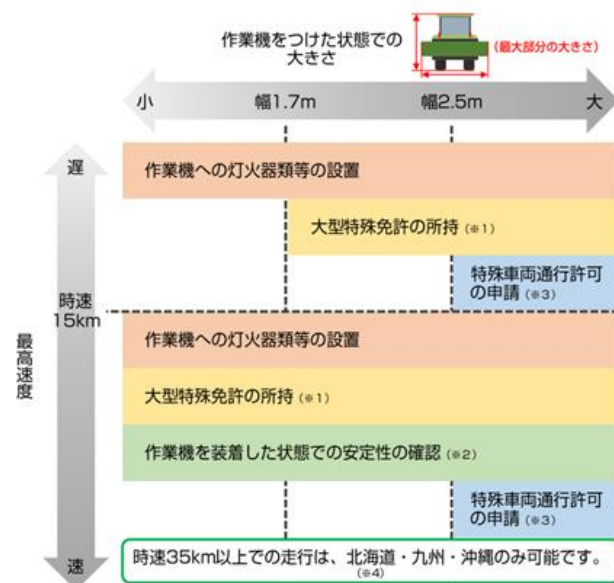 作業機をつけた状態での
大きさ
(最大部分の大きさ)
小
幅1.7m
幅2.5m
大
遅
作業機への灯火器類等の設置
大型特殊免許の所持(※1)
特殊車両通行許可
の申請(※3)
時速
15km
最高速度
作業機への灯火器類等の設置
大型特殊免許の所持(※1)
作業機を装着した状態での安定性の確認(※2)
特殊車両通行許可
の申請(※3)
速
時速35km以上での走行は、北海道・九州・沖縄のみ可能です。
(※4)